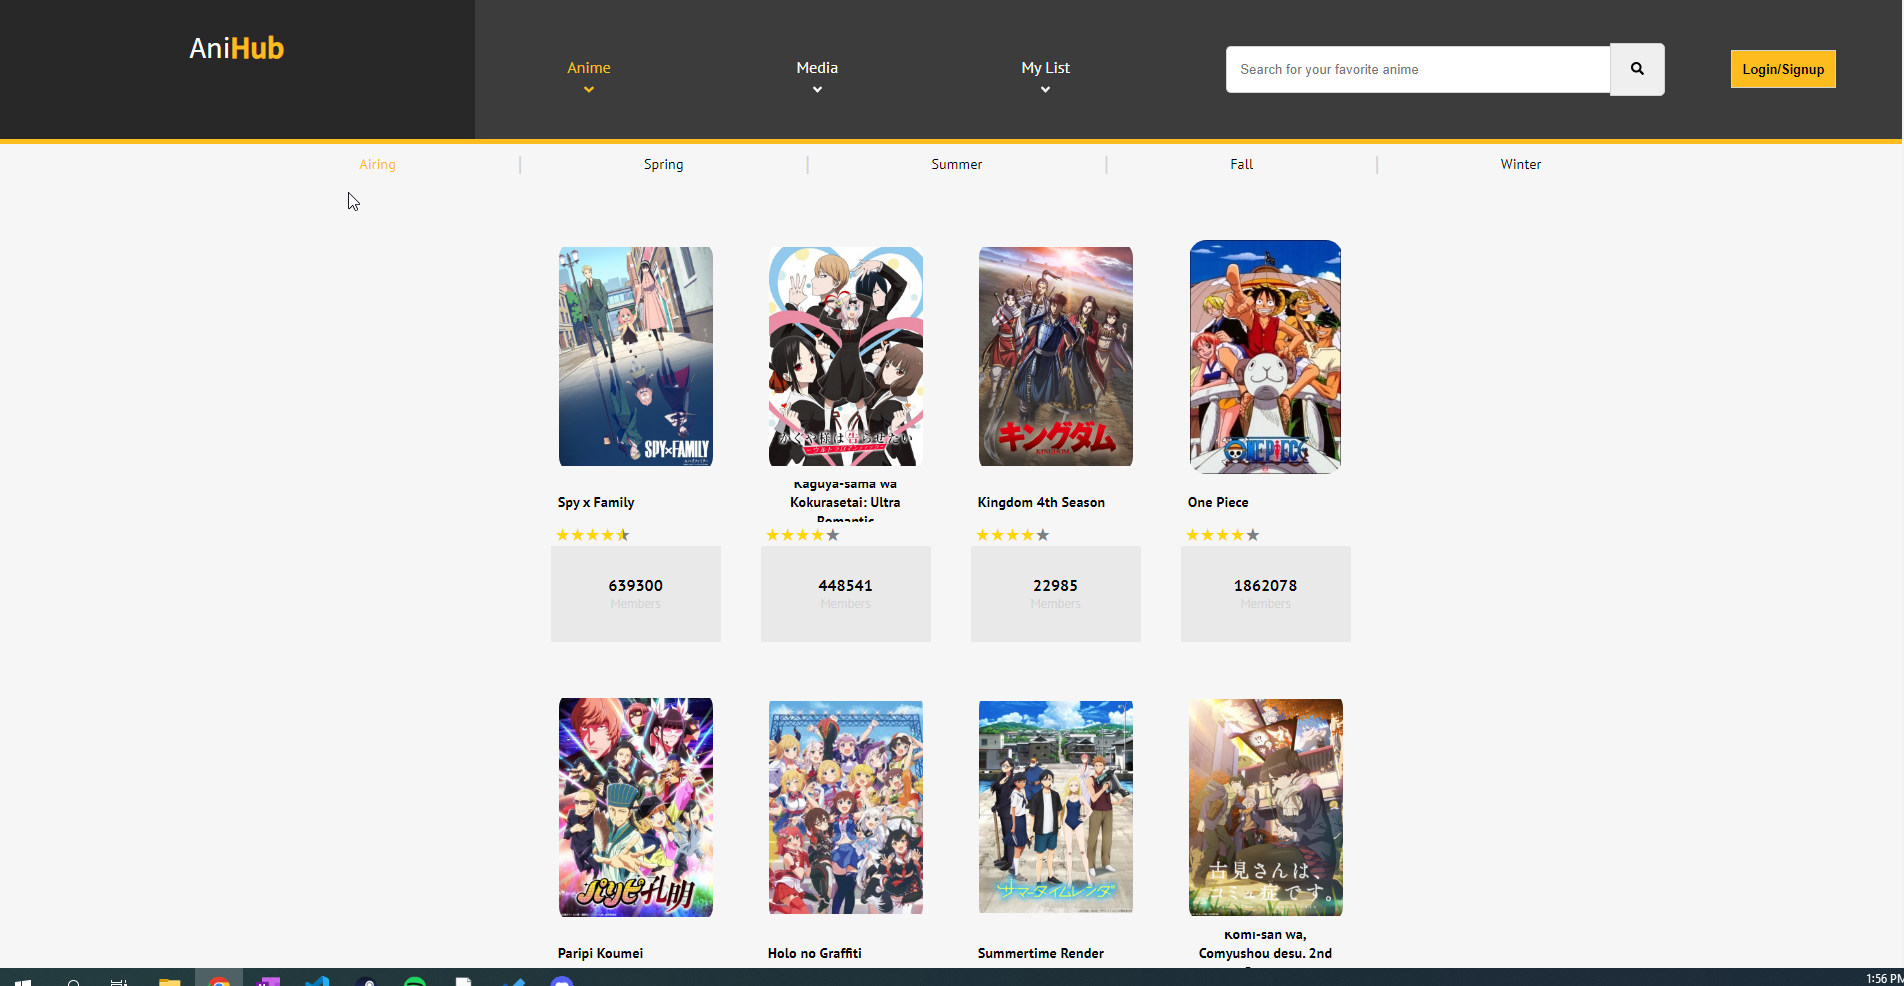 AniHub
Anime
Media
My List
Search for your favorite anime
Login/Signup
Airing
Spring
Summer
Fall
Winter
SPY×FAMILY
かぐや様は告らせたい
キングダム
KINGDOM
ONE PIECE
Spy x Family
Kaguya-sama wa
Kokurasetai: Ultra
Romantic
Kingdom 4th Season
One Piece
639300
Members
448541
Members
22985
Members
1862078
Members
パリピ孔明
サマータイムレンダ
古見さんは、
コミュ症です。
Paripi Koumei
Holo no Graffiti
Summertime Render
Komi-san wa,
Comyushou desu. 2nd
1:56 PM